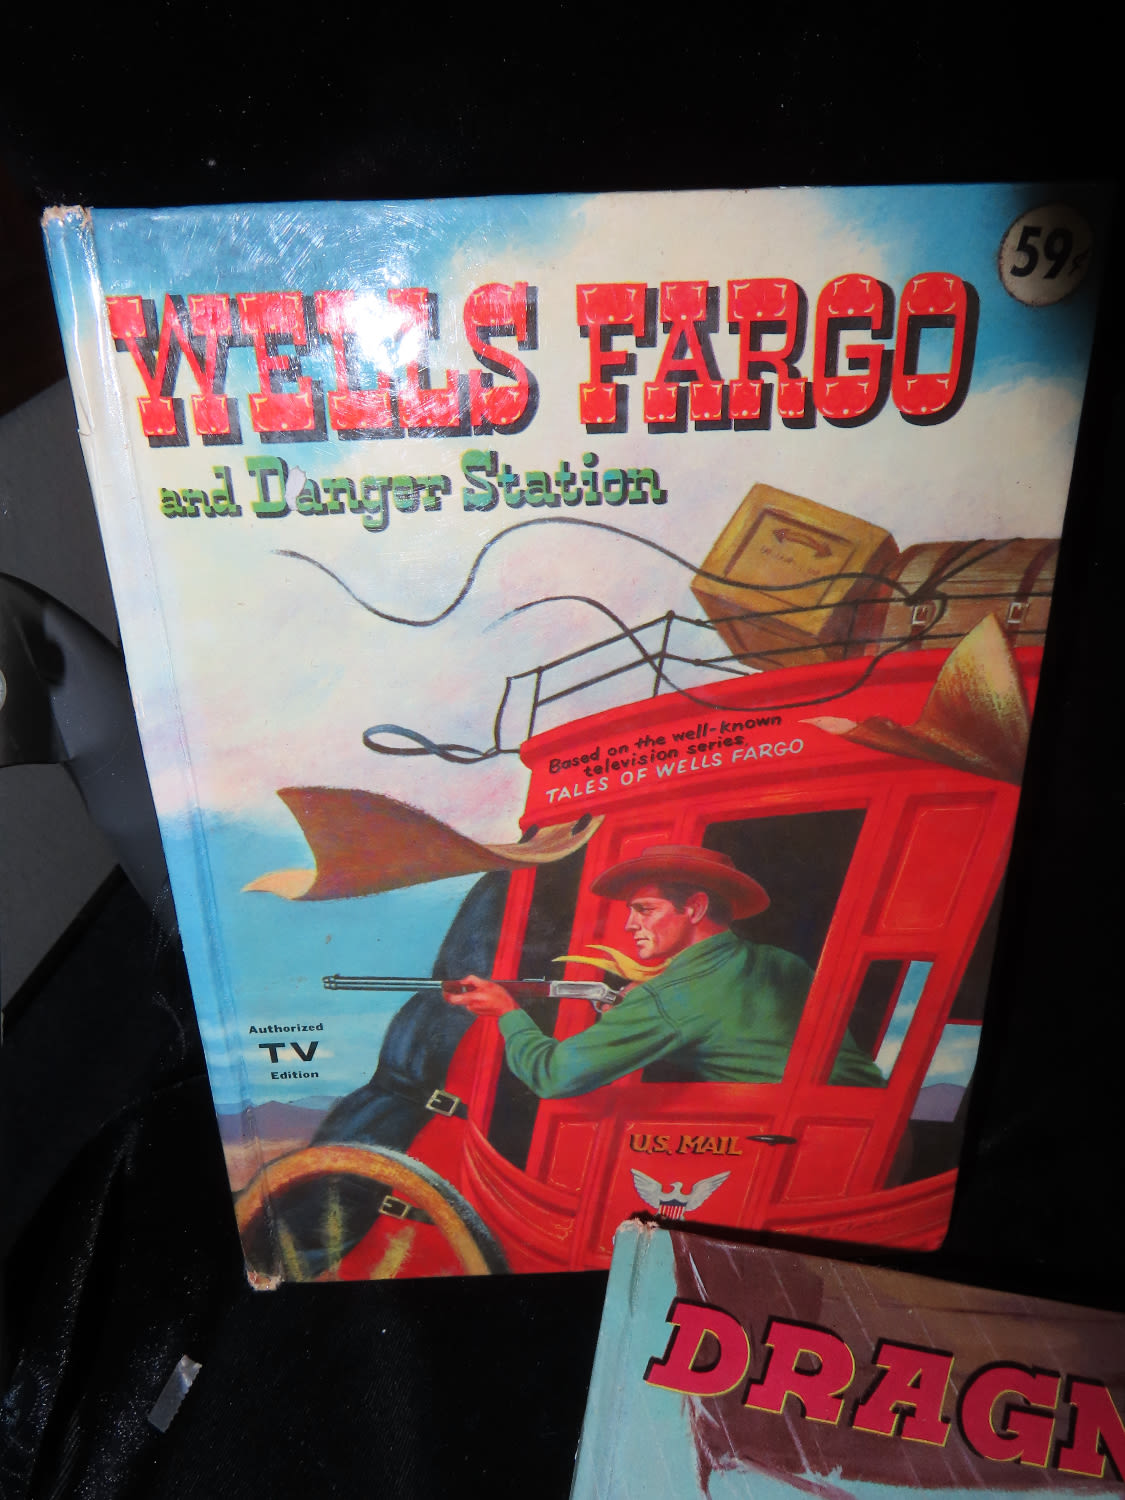 59¢
WELLS FARGO
and Danger Station
Based on the well-known
television series
TALES OF WELLS FARGO
Authorized
TV
Edition
U.S. MAIL
DRAGN